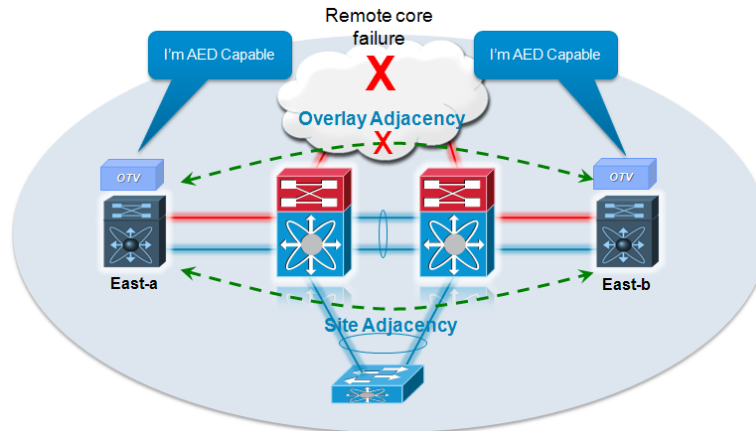 Remote core
failure
I'm AED Capable
I'm AED Capable
X
Overlay Adjacency
X
OTV
OTV
East-a
East-b
Site Adjacency